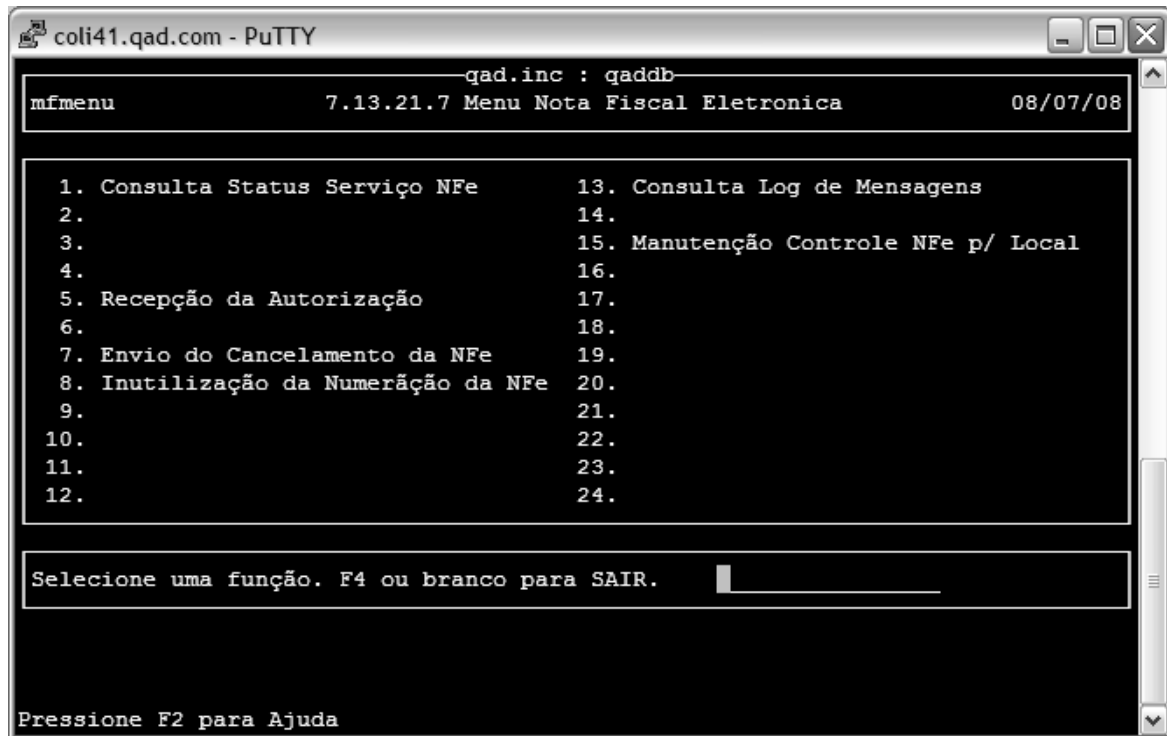 coli41.qad.com - PuTTY
qad.inc : qaddb
mfmenu 7.13.21.7 Menu Nota Fiscal Eletronica 08/07/08
1. Consulta Status Serviço NFe 13. Consulta Log de Mensagens
2. 14.
3. 15. Manutenção Controle NFe p/ Local
4. 16.
5. Recepção da Autorização 17.
6. 18.
7. Envio do Cancelamento da NFe 19.
8. Inutilização da Numerãção da NFe 20.
9. 21.
10. 22.
11. 23.
12. 24.
Selecione uma função. F4 ou branco para SAIR.
Pressione F2 para Ajuda